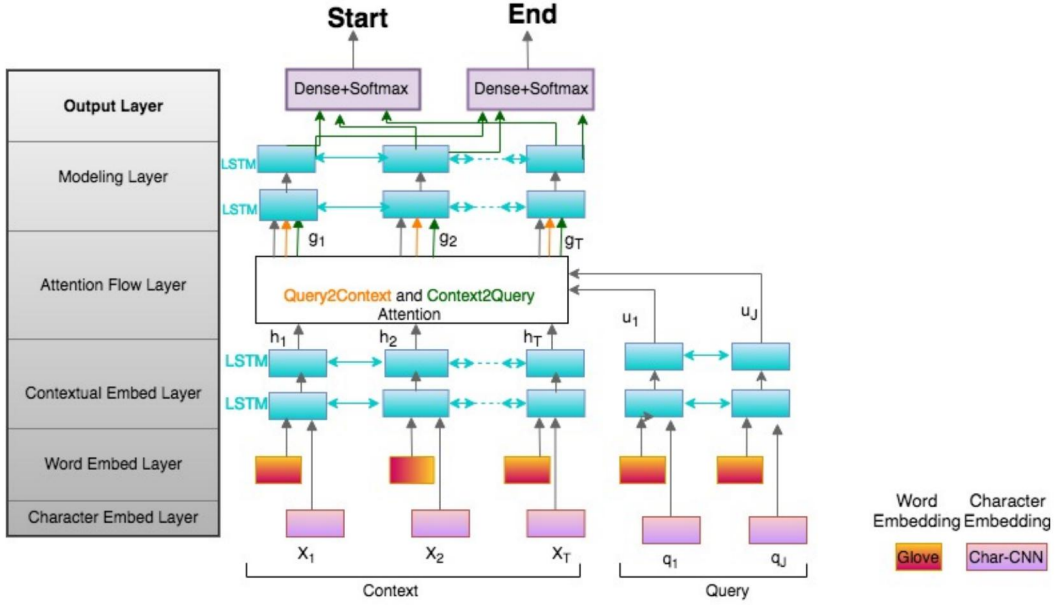 Start
End
Output Layer
Dense+Softmax
Dense+Softmax
Modeling Layer
LSTM
LSTM
g1
g2
gT
Attention Flow Layer
Query2Context and Context2Query
Attention
u1
uJ
h1
h2
hT
Contextual Embed Layer
LSTM
LSTM
Word Embed Layer
Character Embed Layer
X1
X2
XT
q1
qJ
Context
Query
Word
Embedding
Character
Embedding
Glove
Char-CNN